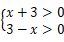 {x + 3 > 0
3 − x > 0